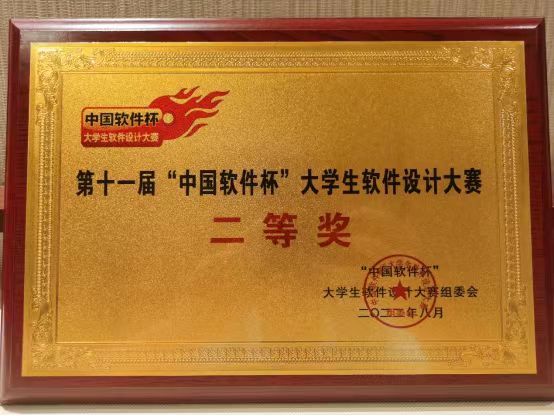 中国软件杯
大学生软件设计大赛
第十一届“中国软件杯”大学生软件设计大赛
二等奖
“中国软件杯”
大学生软件设计大赛组委会
二〇二二年八月